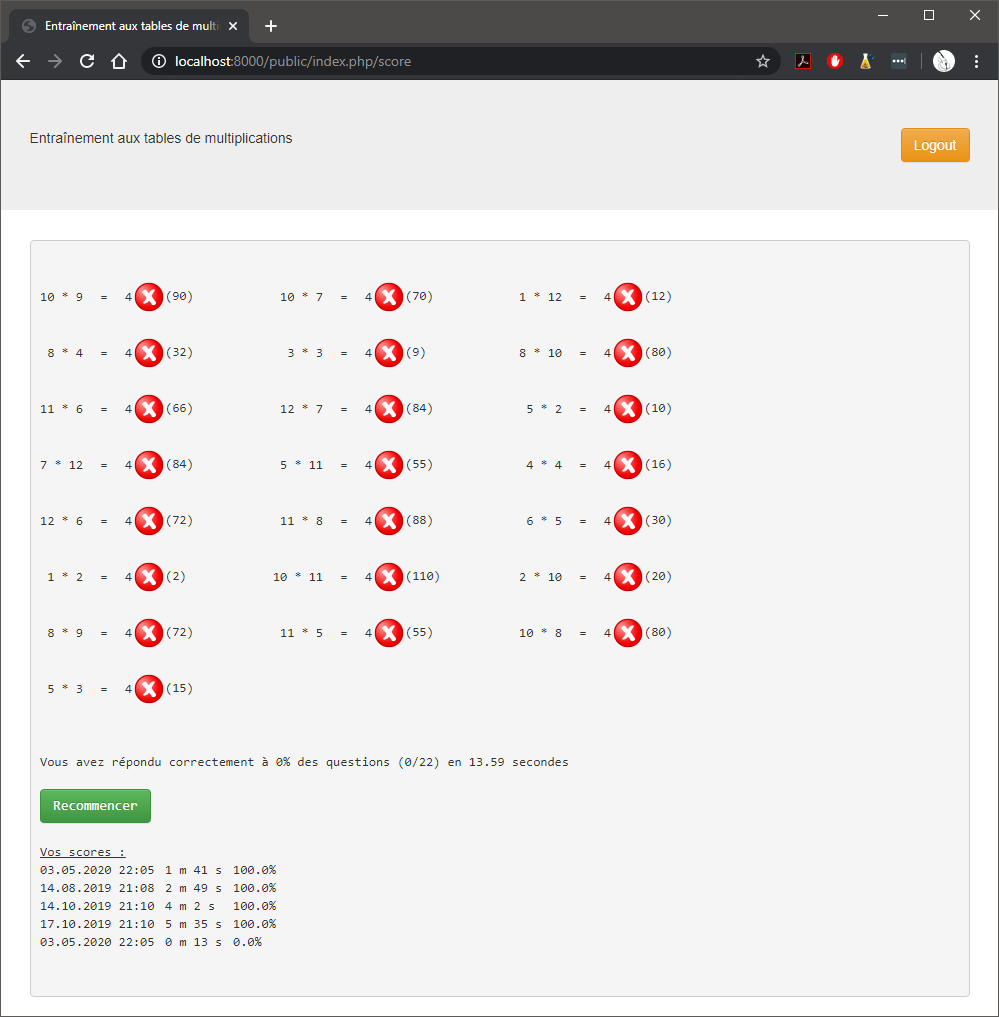 Entraînement aux tables de multi
localhost:8000/public/index.php/score
Entraînement aux tables de multiplications
Logout
10 * 9 = 4 (90) 10 * 7 = 4 (70) 1 * 12 = 4 (12)
8 * 4 = 4 (32) 3 * 3 = 4 (9) 8 * 10 = 4 (80)
11 * 6 = 4 (66) 12 * 7 = 4 (84) 5 * 2 = 4 (10)
7 * 12 = 4 (84) 5 * 11 = 4 (55) 4 * 4 = 4 (16)
12 * 6 = 4 (72) 11 * 8 = 4 (88) 6 * 5 = 4 (30)
1 * 2 = 4 (2) 10 * 11 = 4 (110) 2 * 10 = 4 (20)
8 * 9 = 4 (72) 11 * 5 = 4 (55) 10 * 8 = 4 (80)
5 * 3 = 4 (15)
Vous avez répondu correctement à 0% des questions (0/22) en 13.59 secondes
Recommencer
Vos scores :
03.05.2020 22:05 1 m 41 s 100.0%
14.08.2019 21:08 2 m 49 s 100.0%
14.10.2019 21:10 4 m 2 s 100.0%
17.10.2019 21:10 5 m 35 s 100.0%
03.05.2020 22:05 0 m 13 s 0.0%